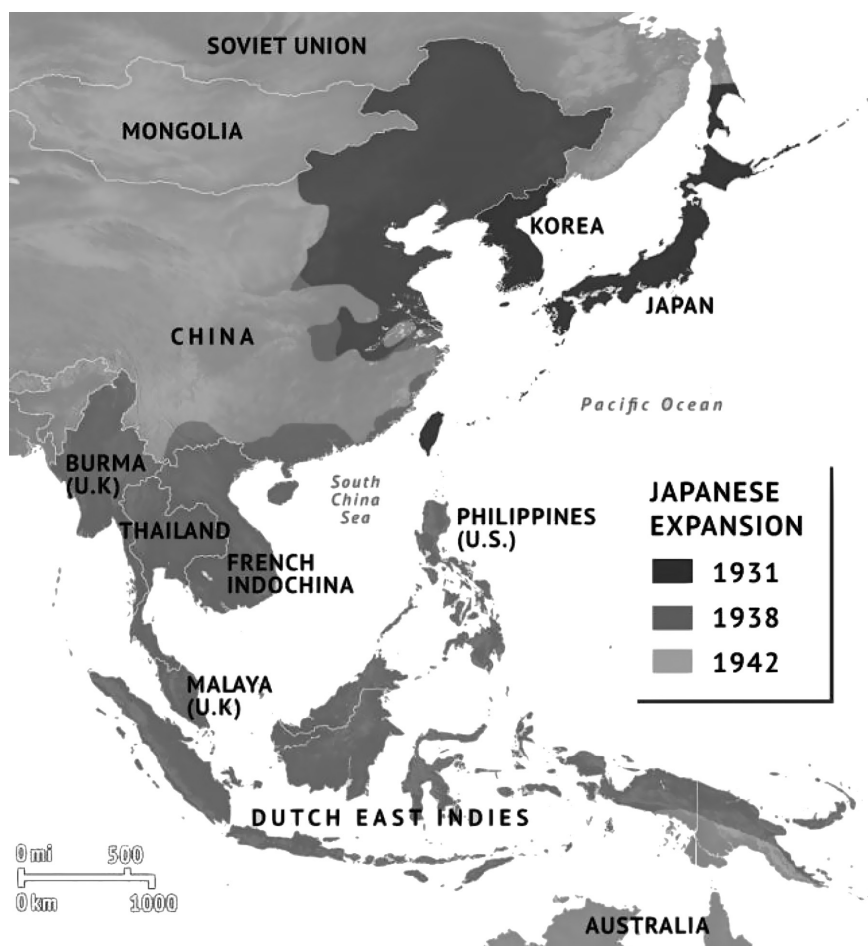 SOVIET UNION
MONGOLIA
KOREA
JAPAN
CHINA
Pacific Ocean
BURMA
(U.K)
South
China
Sea
THAILAND
PHILIPPINES
(U.S.)
FRENCH
INDOCHINA
JAPANESE
EXPANSION
1931
1938
1942
MALAYA
(U.K)
DUTCH EAST INDIES
0 mi 500
0 km 1000
AUSTRALIA